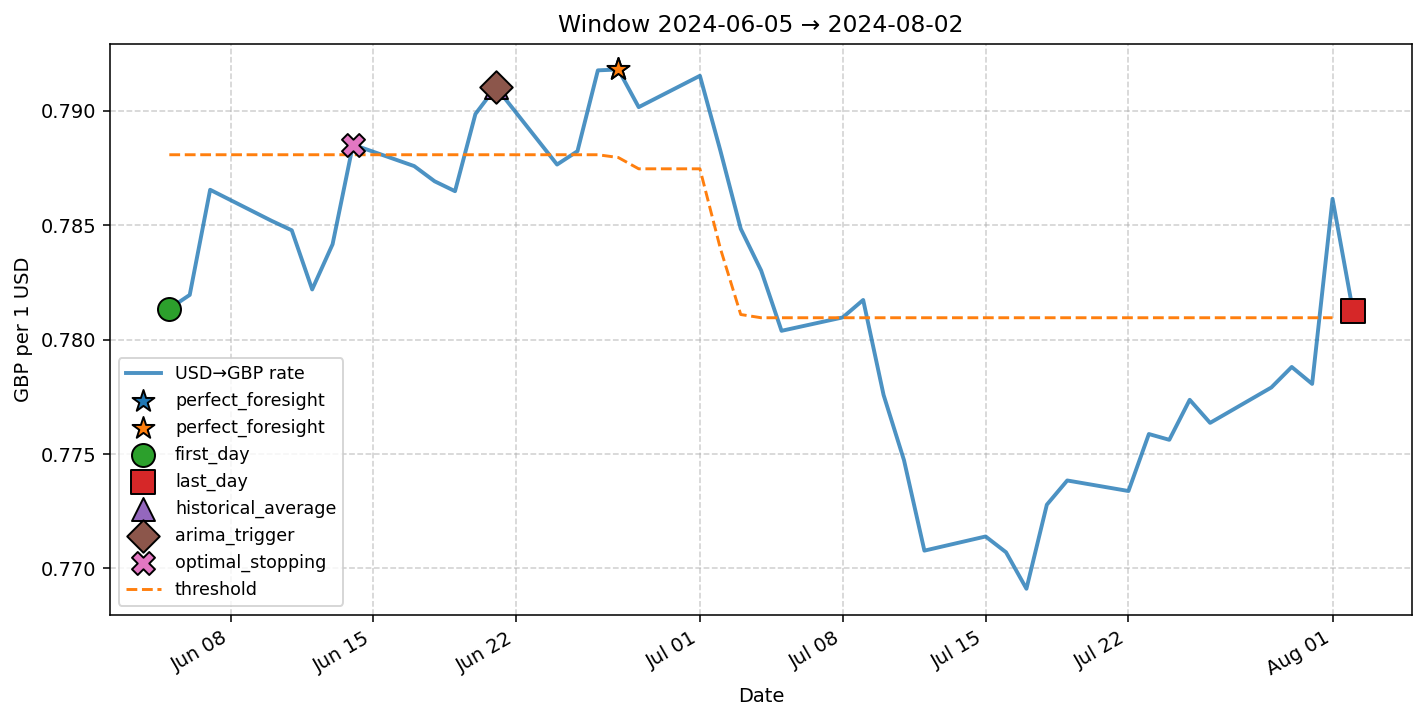 Window 2024-06-05 → 2024-08-02
GBP per 1 USD
0.790
0.785
0.780
0.775
0.770
USD→GBP rate
perfect_foresight
perfect_foresight
first_day
last_day
historical_average
arima_trigger
optimal_stopping
threshold
Jun 08
Jun 15
Jun 22
Jul 01
Jul 08
Jul 15
Jul 22
Aug 01
Date